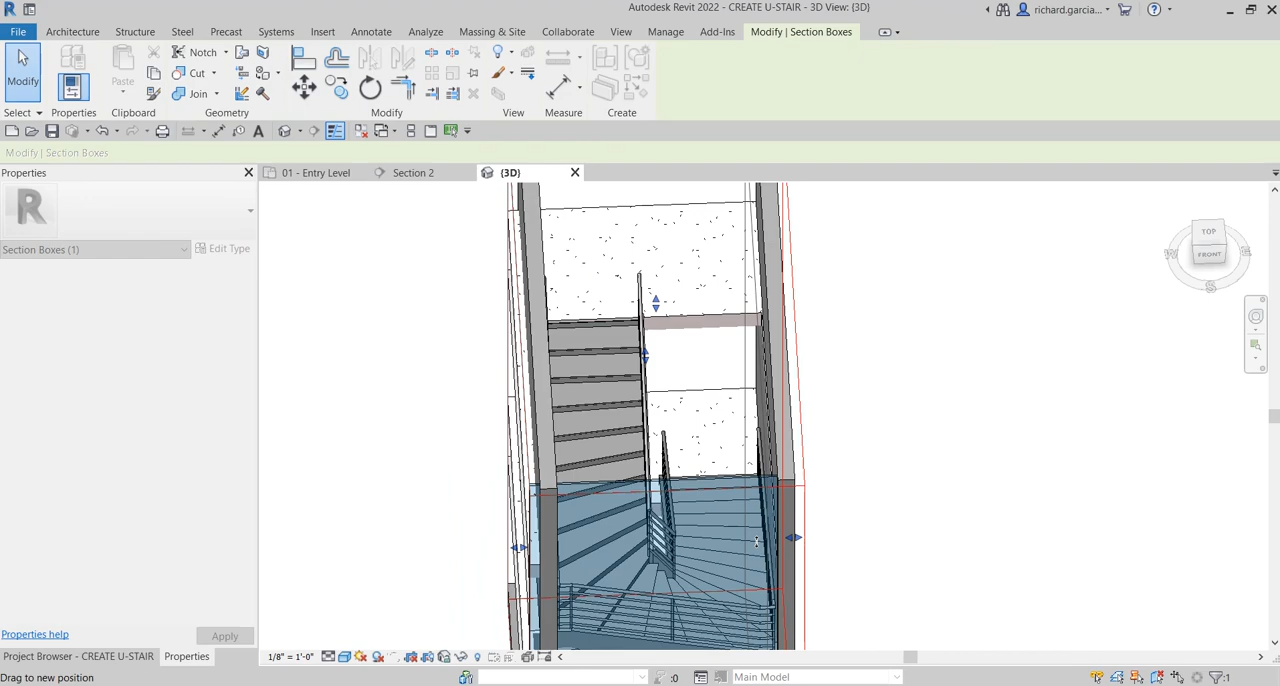 Autodesk Revit 2022 - CREATE U-STAIR - 3D View: {3D}
richard.garcia...
File Architecture Structure Steel Precast Systems Insert Annotate Analyze Massing & Site Collaborate View Manage Add-Ins Modify | Section Boxes
Modify
Paste
Notch
Cut
Join
Select Properties Clipboard Geometry Modify View Measure Create
Modify | Section Boxes
Properties
01 - Entry Level
Section 2
{3D}
R
Section Boxes (1)
Edit Type
TOP
FRONT
W
E
S
Properties help
Apply
Project Browser - CREATE U-STAIR
Properties
1/8" = 1'-0"
Drag to new position
:0
Main Model
:1